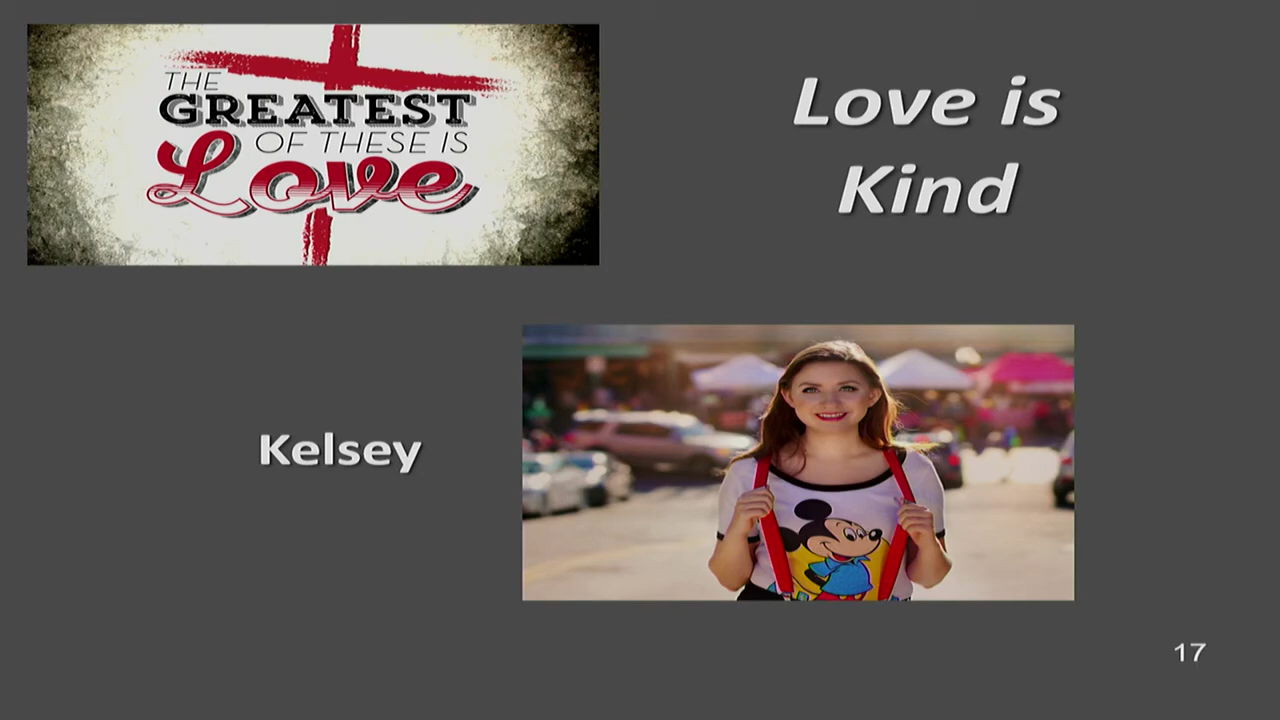 THE
GREATEST
OF THESE IS
Love
Love is
Kind
Kelsey
17